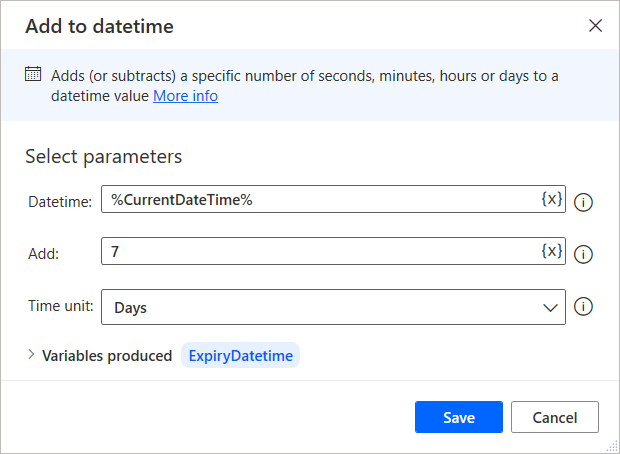 Add to datetime
Adds (or subtracts) a specific number of seconds, minutes, hours or days to a
datetime value More info
Select parameters
Datetime: %CurrentDateTime% {x}
Add: 7 {x}
Time unit: Days
Variables produced ExpiryDatetime
Save Cancel